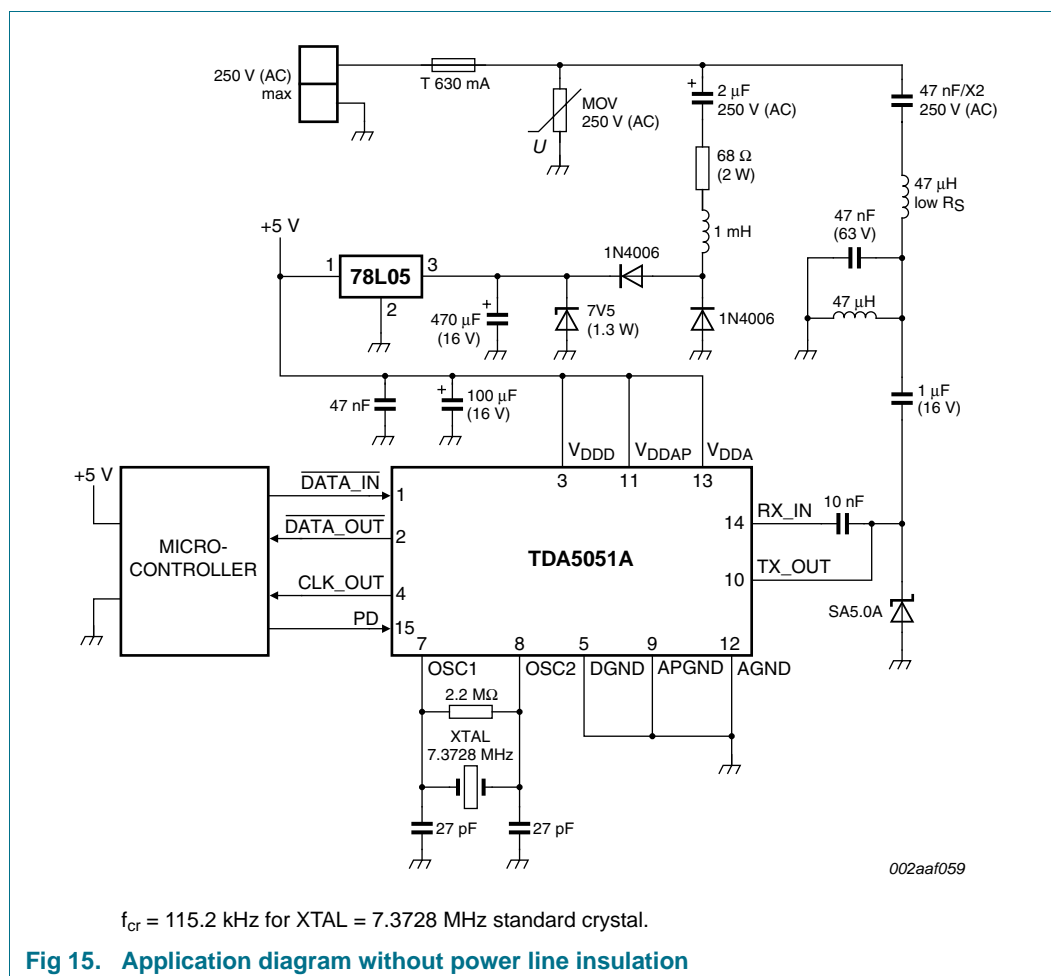 250 V (AC)
max
T 630 mA
MOV
250 V (AC)
U
+
2 μF
250 V (AC)
47 nF/X2
250 V (AC)
68 Ω
(2 W)
1 mH
47 μH
low RS
47 nF
(63 V)
47 μH
+5 V
1
78L05
3
2
+
470 μF
(16 V)
7V5
(1.3 W)
1N4006
1N4006
1 μF
(16 V)
47 nF
+
100 μF
(16 V)
VDDD
VDDAP
VDDA
3
11
13
+5 V
MICRO-
CONTROLLER
DATA_IN
1
DATA_OUT
2
CLK_OUT
4
PD
15
TDA5051A
14
RX_IN
10 nF
10
TX_OUT
SA5.0A
7
8
5
9
12
OSC1
OSC2
DGND
APGND
AGND
2.2 MΩ
XTAL
7.3728 MHz
27 pF
27 pF
002aaf059
fcr = 115.2 kHz for XTAL = 7.3728 MHz standard crystal.
Fig 15. Application diagram without power line insulation